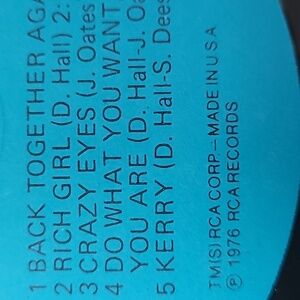 1 BACK TOGETHER AGA
2 RICH GIRL (D. Hall) 2:
3 CRAZY EYES (J. Oates
4 DO WHAT YOU WANT,
YOU ARE (D. Hall-J. Oa
5 KERRY (D. Hall-S. Dees
TM(S) RCA CORP—MADE IN U S A
℗ 1976 RCA RECORDS